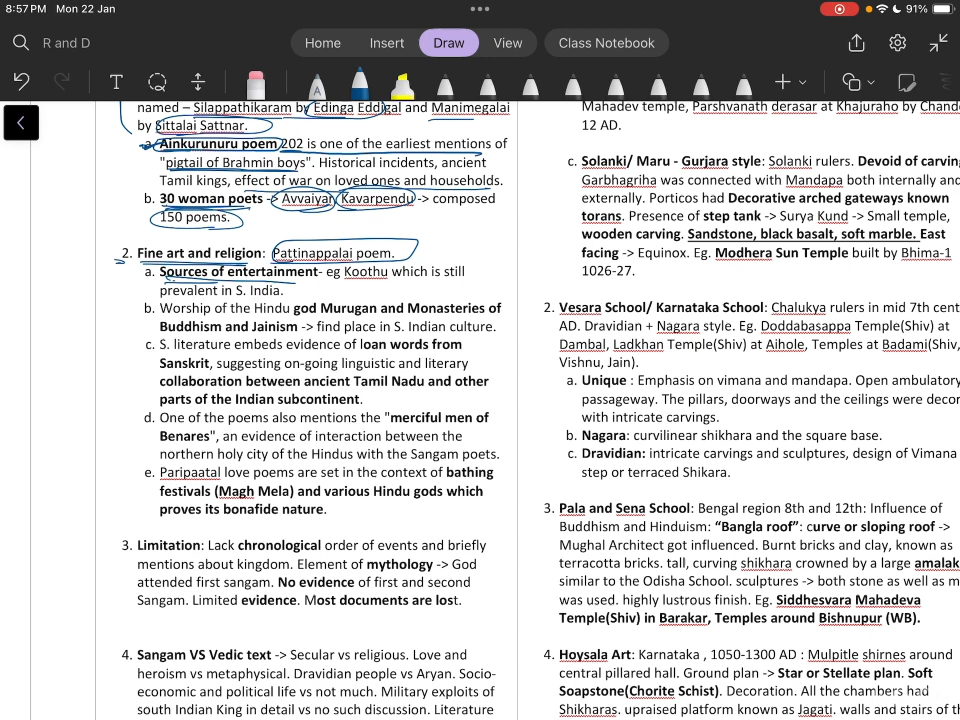 8:57 PM Mon 22 Jan
91%
R and D
Home Insert Draw View Class Notebook
T
A
named – Silappathikaram by Edinga Eddigal and Manimegalai
by Sittalai Sattnar.
a. Ainkurunuru poem 202 is one of the earliest mentions of
"pigtail of Brahmin boys". Historical incidents, ancient
Tamil kings, effect of war on loved ones and households.
b. 30 woman poets -> Avvaiyar, Kavarpendu -> composed
150 poems.
2. Fine art and religion: Pattinappalai poem.
a. Sources of entertainment- eg Koothu which is still
prevalent in S. India.
b. Worship of the Hindu god Murugan and Monasteries of
Buddhism and Jainism -> find place in S. Indian culture.
c. S. literature embeds evidence of loan words from
Sanskrit, suggesting on-going linguistic and literary
collaboration between ancient Tamil Nadu and other
parts of the Indian subcontinent.
d. One of the poems also mentions the "merciful men of
Benares", an evidence of interaction between the
northern holy city of the Hindus with the Sangam poets.
e. Paripaatal love poems are set in the context of bathing
festivals (Magh Mela) and various Hindu gods which
proves its bonafide nature.
3. Limitation: Lack chronological order of events and briefly
mentions about kingdom. Element of mythology -> God
attended first sangam. No evidence of first and second
Sangam. Limited evidence. Most documents are lost.
4. Sangam VS Vedic text -> Secular vs religious. Love and
heroism vs metaphysical. Dravidian people vs Aryan. Socio-
economic and political life vs not much. Military exploits of
south Indian King in detail vs no such discussion. Literature
Mahadev temple, Parshvanath derasar at Khajuraho by Chand
12 AD.
c. Solanki/ Maru - Gurjara style: Solanki rulers. Devoid of carving
Garbhagriha was connected with Mandapa both internally and
externally. Porticos had Decorative arched gateways known
torans. Presence of step tank -> Surya Kund -> Small temple,
wooden carving. Sandstone, black basalt, soft marble. East
facing -> Equinox. Eg. Modhera Sun Temple built by Bhima-1
1026-27.
2. Vesara School/ Karnataka School: Chalukya rulers in mid 7th cent
AD. Dravidian + Nagara style. Eg. Doddabasappa Temple(Shiv) at
Dambal, Ladkhan Temple(Shiv) at Aihole, Temples at Badami(Shiv,
Vishnu, Jain).
a. Unique : Emphasis on vimana and mandapa. Open ambulatory
passageway. The pillars, doorways and the ceilings were decor
with intricate carvings.
b. Nagara: curvilinear shikhara and the square base.
c. Dravidian: intricate carvings and sculptures, design of Vimana
step or terraced Shikara.
3. Pala and Sena School: Bengal region 8th and 12th: Influence of
Buddhism and Hinduism: “Bangla roof”: curve or sloping roof ->
Mughal Architect got influenced. Burnt bricks and clay, known as
terracotta bricks. tall, curving shikhara crowned by a large amalak
similar to the Odisha School. sculptures -> both stone as well as m
was used. highly lustrous finish. Eg. Siddhesvara Mahadeva
Temple(Shiv) in Barakar, Temples around Bishnupur (WB).
4. Hoysala Art: Karnataka , 1050-1300 AD : Mulpitle shirnes around
central pillared hall. Ground plan -> Star or Stellate plan. Soft
Soapstone(Chorite Schist). Decoration. All the chambers had
Shikharas. upraised platform known as Jagati. walls and stairs of th